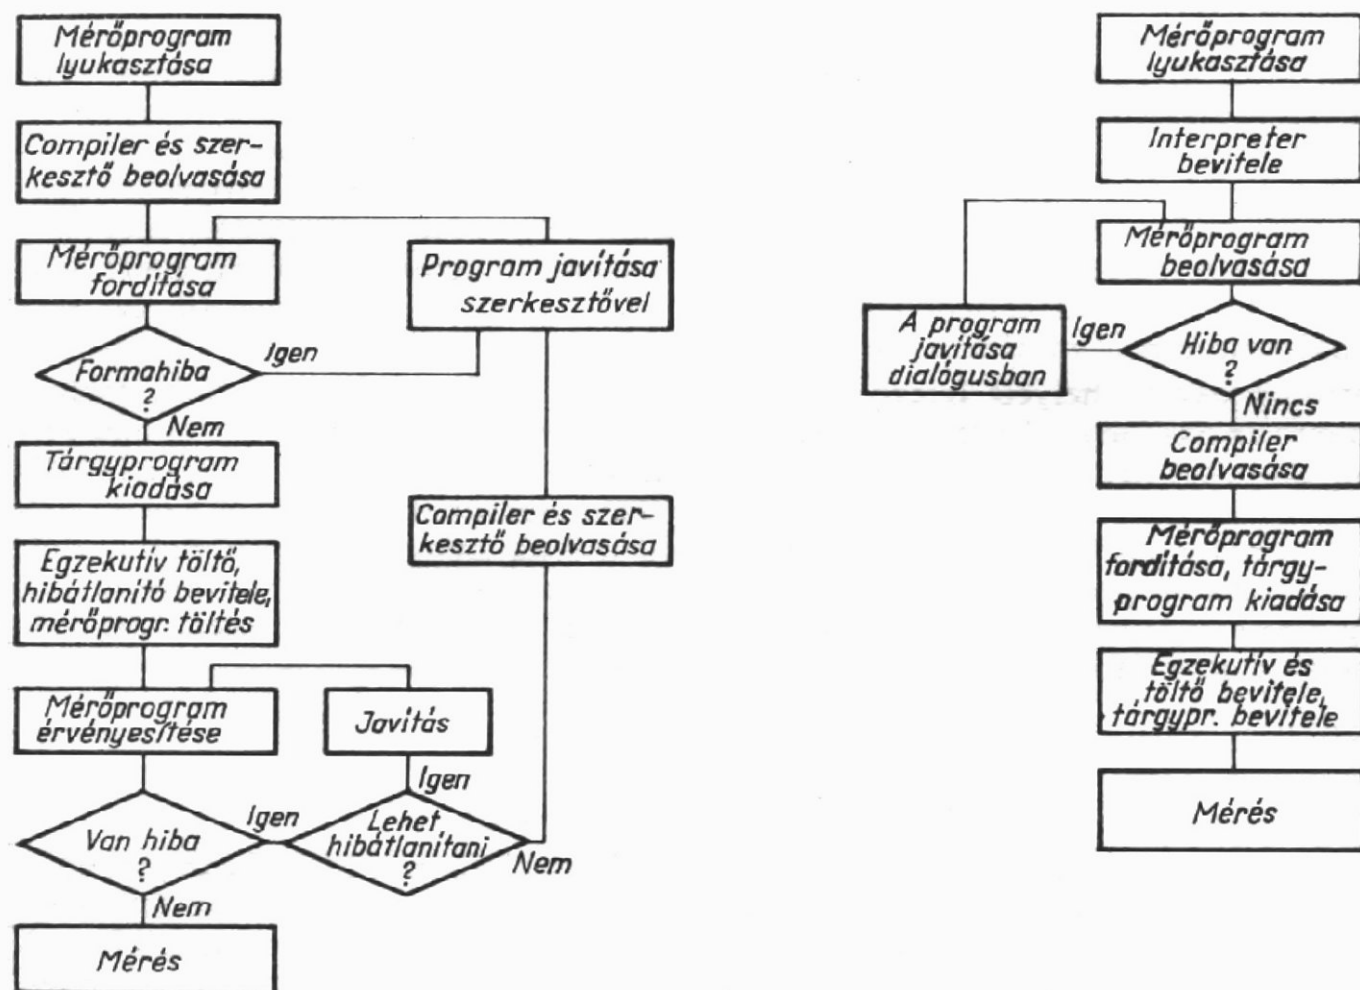 Mérőprogram
lyukasztása
Compiler és szer-
kesztő beolvasása
Mérőprogram
fordítása
Formahiba
?
Igen
Nem
Program javítása
szerkesztővel
Tárgyprogram
kiadása
Compiler és szer-
kesztő beolvasása
Egzekutív töltő,
hibátlanító bevitele,
mérőprogr. töltés
Mérőprogram
érvényesítése
Javítás
Igen
Van hiba
?
Igen
Lehet
hibátlanítani
?
Nem
Nem
Mérés
Mérőprogram
lyukasztása
Interpreter
bevitele
Mérőprogram
beolvasása
A program
javítása
dialógusban
Igen
Hiba van
?
Nincs
Compiler
beolvasása
Mérőprogram
fordítása, tárgy-
program kiadása
Egzekutív és
töltő bevitele,
tárgypr. bevitele
Mérés